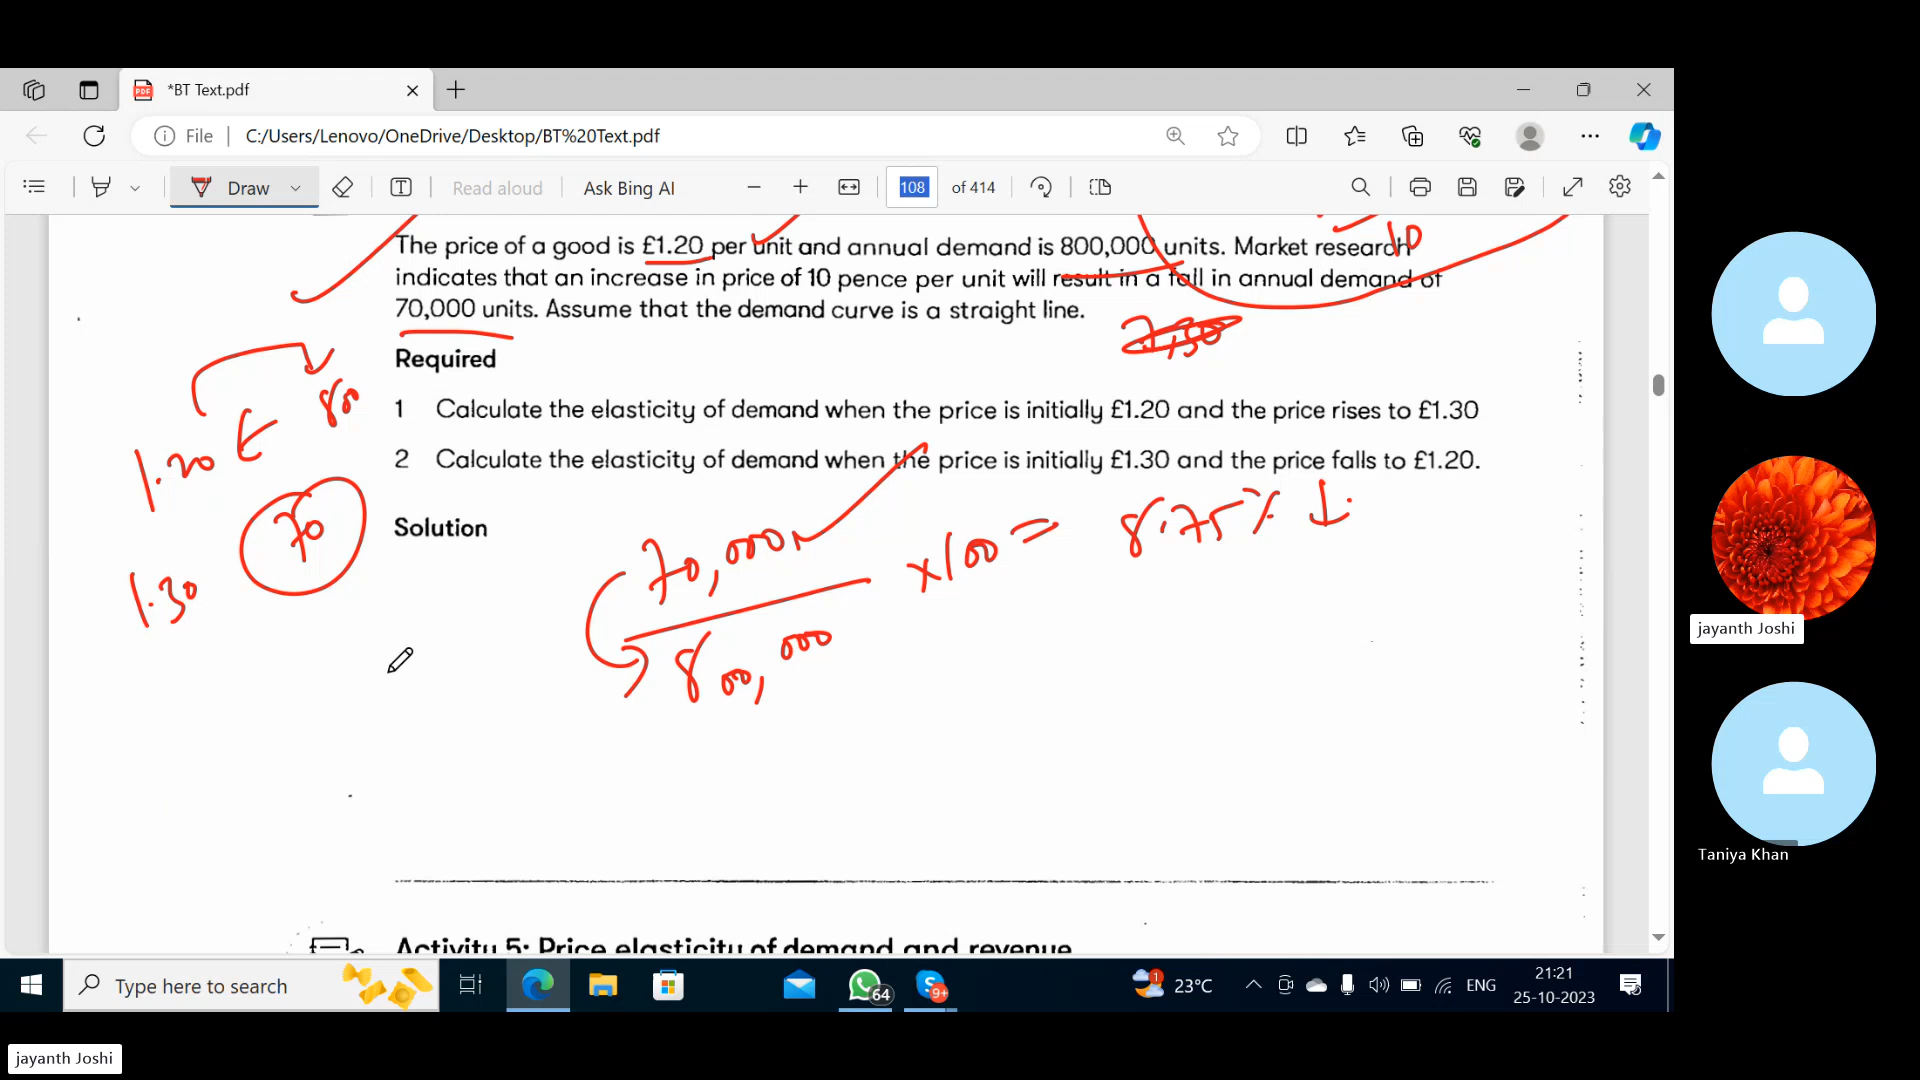 *BT Text.pdf
File C:/Users/Lenovo/OneDrive/Desktop/BT%20Text.pdf
Draw Read aloud Ask Bing AI 108 of 414
10
The price of a good is £1.20 per unit and annual demand is 800,000 units. Market research
indicates that an increase in price of 10 pence per unit will result in a fall in annual demand of
70,000 units. Assume that the demand curve is a straight line.
Required
800
1 Calculate the elasticity of demand when the price is initially £1.20 and the price rises to £1.30
1.20
2 Calculate the elasticity of demand when the price is initially £1.30 and the price falls to £1.20.
70
Solution
70,000
x100 = 8.75% ↓
1.30
800,000
Activity 5: Price elasticity of demand and revenue
Type here to search
64
9+
1
23°C
ENG
21:21
25-10-2023
jayanth Joshi
Taniya Khan
jayanth Joshi